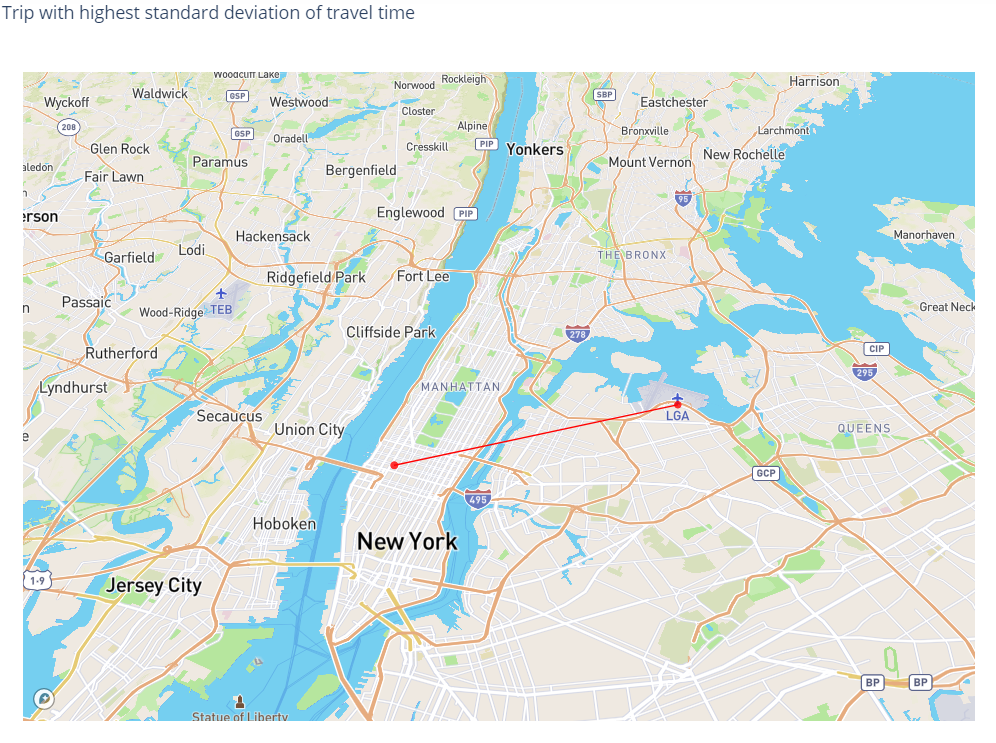 Trip with highest standard deviation of travel time
Woodcliff Lake
Rockleigh
Harrison
Norwood
Waldwick
GSP
SBP
Wyckoff
Westwood
Eastchester
Closter
208
Alpine
Bronxville
Larchmont
GSP
Oradell
PIP
Glen Rock
Cresskill
Yonkers
New Rochelle
Paramus
Mount Vernon
aledon
Bergenfield
Fair Lawn
95
n
Englewood
PIP
erson
Hackensack
Manorhaven
Lodi
Garfield
THE BRONX
Ridgefield Park
Fort Lee
TEB
Passaic
n
Wood-Ridge
Great Neck
Cliffside Park
278
CIP
Rutherford
295
Lyndhurst
MANHATTAN
Secaucus
LGA
Union City
QUEENS
e
GCP
495
Hoboken
New York
1-9
Jersey City
BP
BP
Statue of Liberty